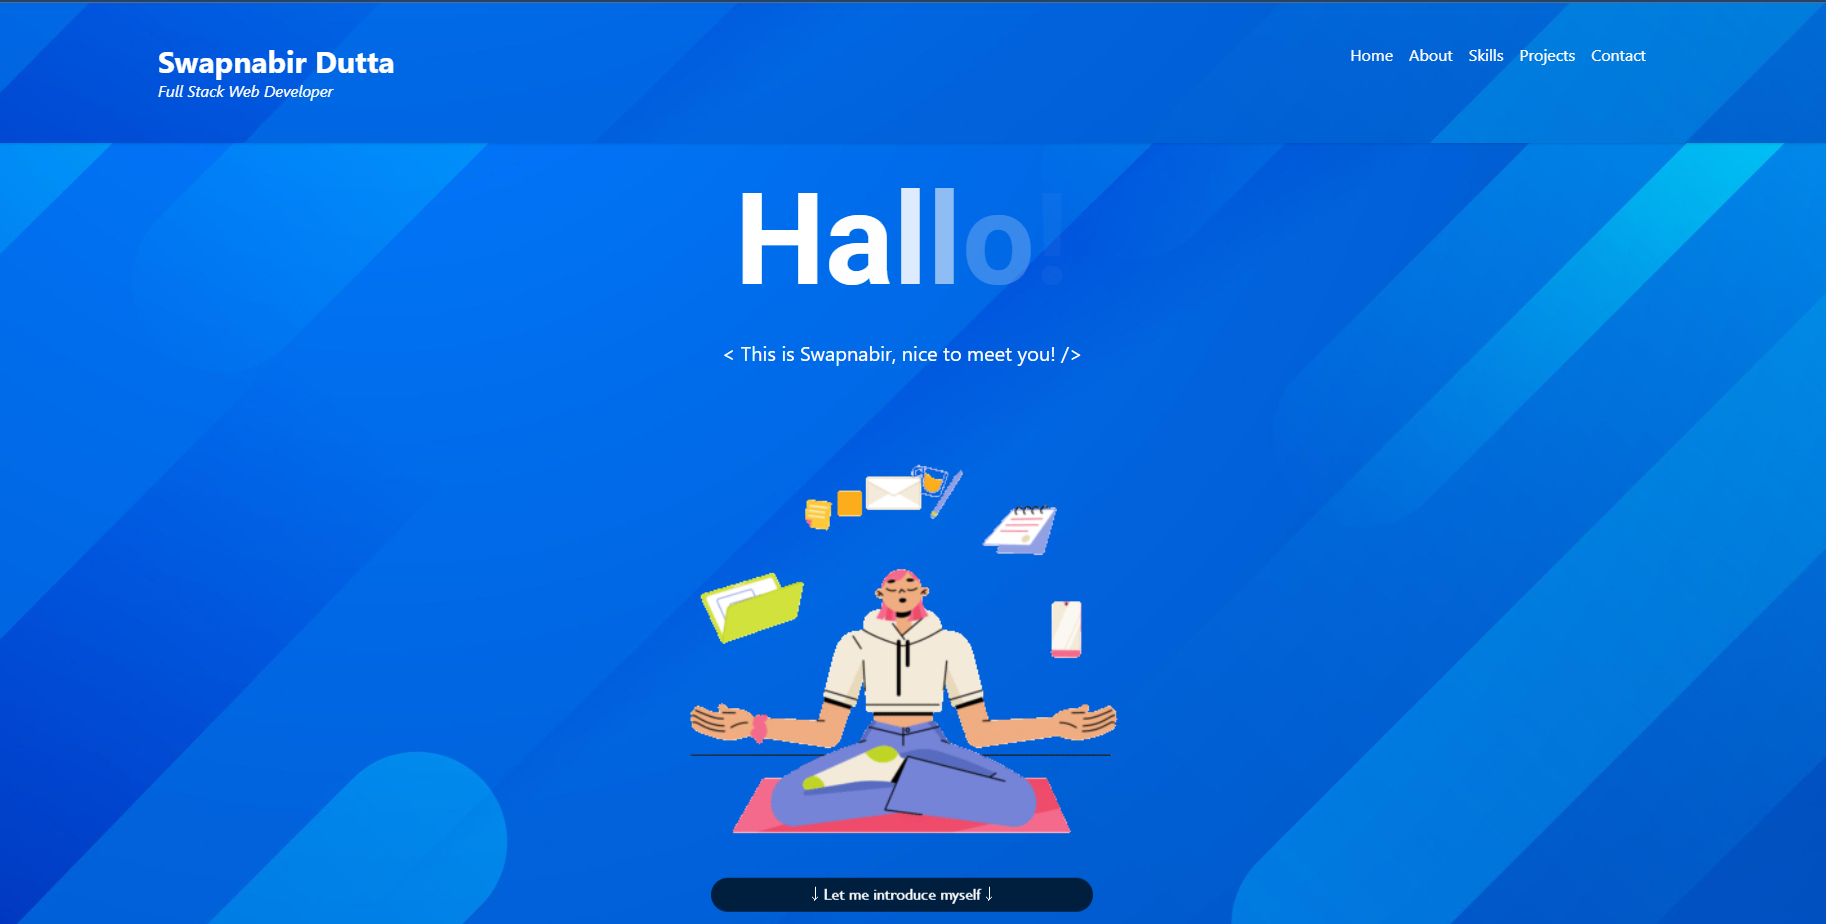 Swapnabir Dutta
Full Stack Web Developer
Home About Skills Projects Contact
Hallo!
< This is Swapnabir, nice to meet you! />
↓ Let me introduce myself ↓